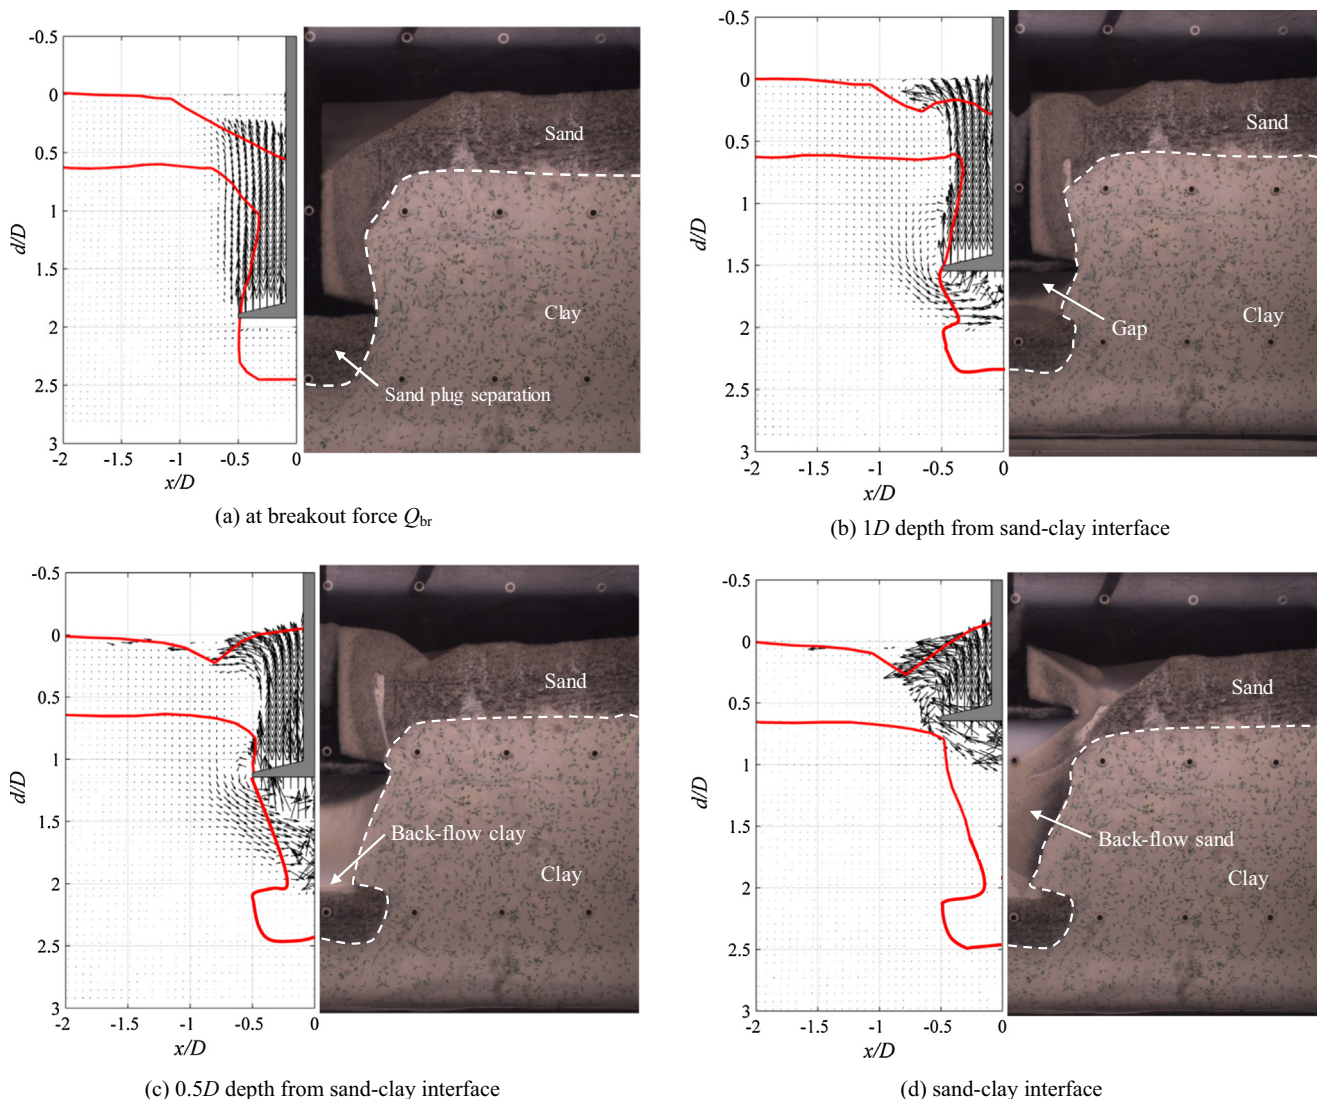 -0.5
0
0.5
1
1.5
2
2.5
3
d/D
-2
-1.5
-1
-0.5
0
x/D
Sand
Clay
Sand plug separation
(a) at breakout force Qbr
-0.5
0
0.5
1
1.5
2
2.5
3
d/D
-2
-1.5
-1
-0.5
0
x/D
Sand
Gap
Clay
(b) 1D depth from sand-clay interface
-0.5
0
0.5
1
1.5
2
2.5
3
d/D
-2
-1.5
-1
-0.5
0
x/D
Sand
Back-flow clay
Clay
(c) 0.5D depth from sand-clay interface
-0.5
0
0.5
1
1.5
2
2.5
3
d/D
-2
-1.5
-1
-0.5
0
x/D
Sand
Back-flow sand
Clay
(d) sand-clay interface